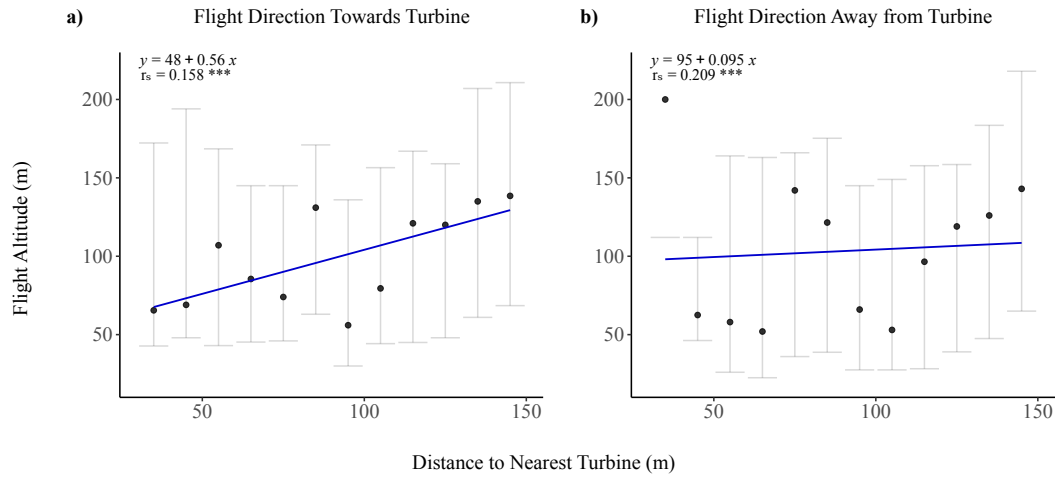 a) Flight Direction Towards Turbine
b) Flight Direction Away from Turbine
y = 48 + 0.56 x
rₛ = 0.158 ***
y = 95 + 0.095 x
rₛ = 0.209 ***
Flight Altitude (m)
200
150
100
50
50 100 150
200
150
100
50
50 100 150
Distance to Nearest Turbine (m)